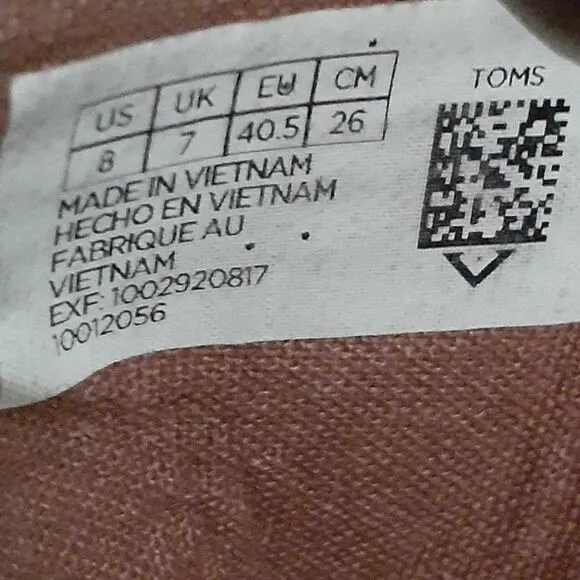 TOMS
US UK EU CM
8 7 40.5 26
MADE IN VIETNAM
HECHO EN VIETNAM
FABRIQUE AU
VIETNAM
EXF: 1002920817
10012056